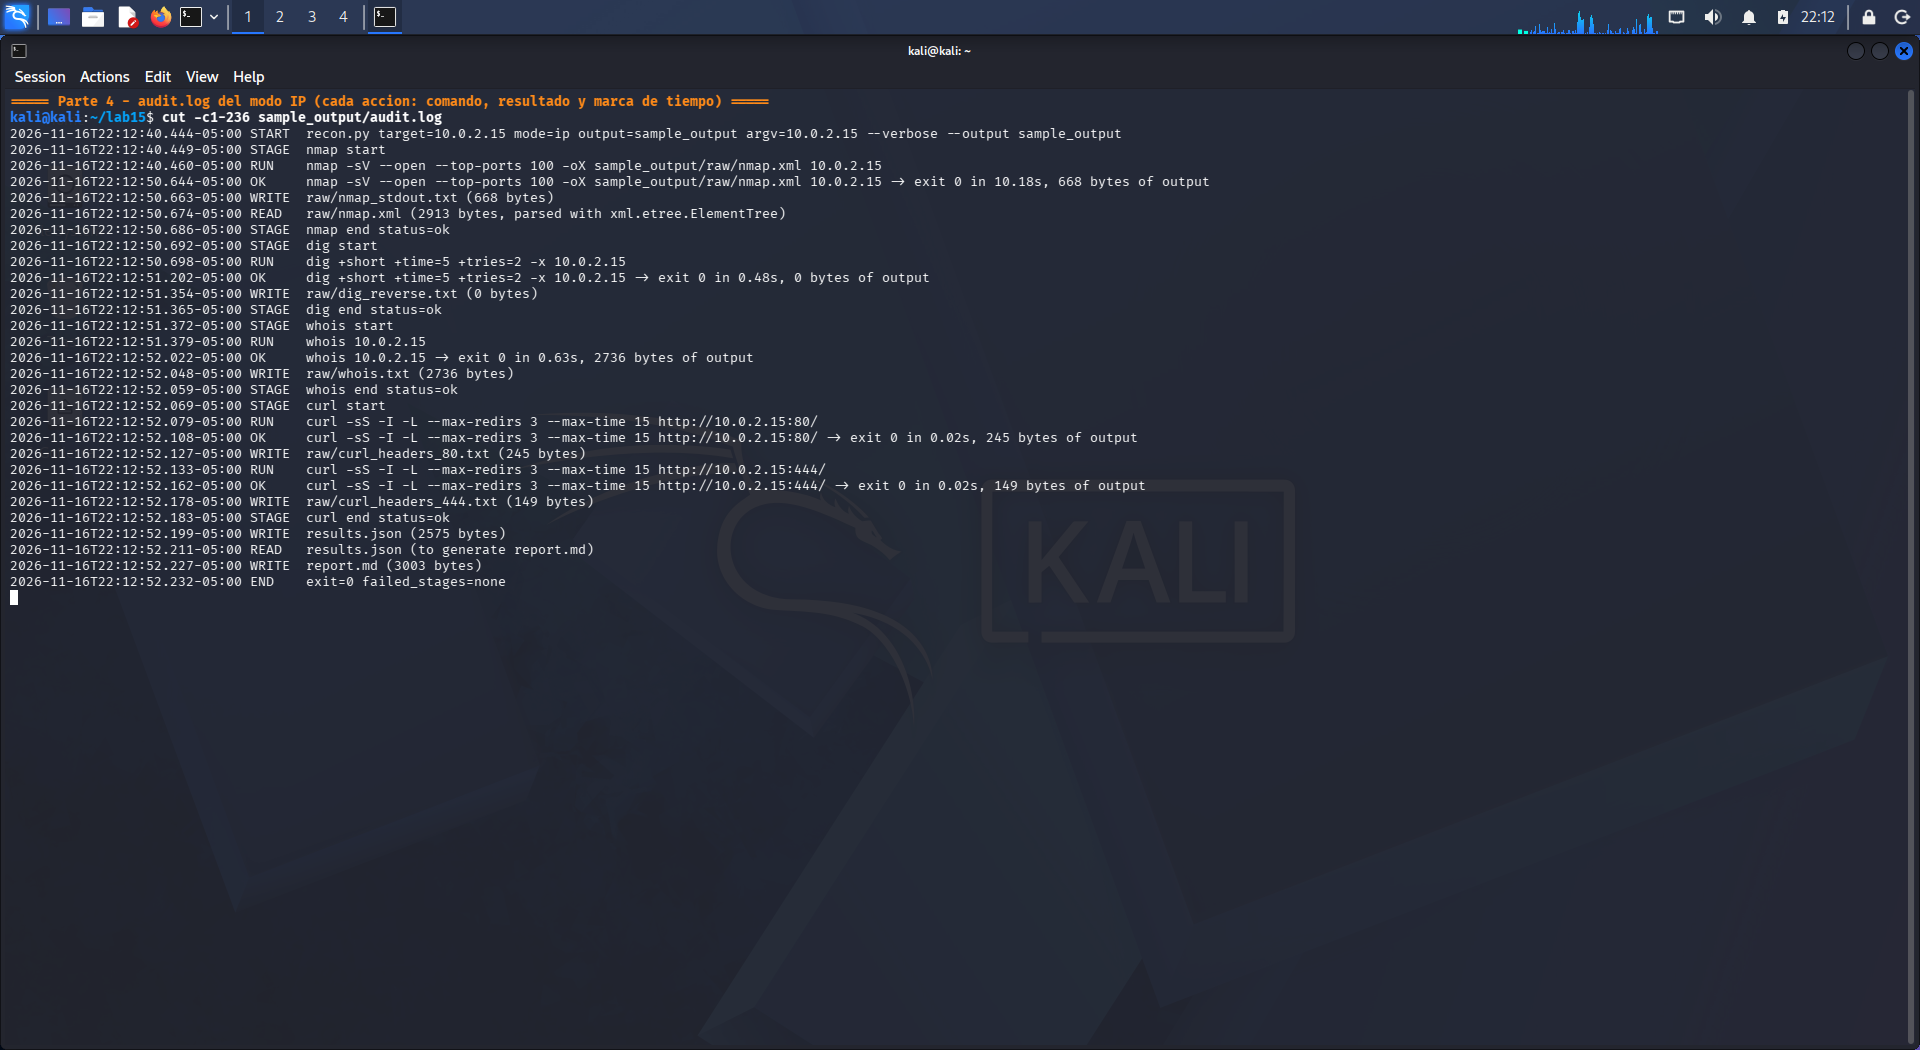 1 2 3 4 22:12
kali@kali: ~
Session Actions Edit View Help
═════ Parte 4 - audit.log del modo IP (cada accion: comando, resultado y marca de tiempo) ═════
kali@kali:~/lab15$ cut -c1-236 sample_output/audit.log
2026-11-16T22:12:40.444-05:00 START  recon.py target=10.0.2.15 mode=ip output=sample_output argv=10.0.2.15 --verbose --output sample_output
2026-11-16T22:12:40.449-05:00 STAGE  nmap start
2026-11-16T22:12:40.460-05:00 RUN    nmap -sV --open --top-ports 100 -oX sample_output/raw/nmap.xml 10.0.2.15
2026-11-16T22:12:50.644-05:00 OK     nmap -sV --open --top-ports 100 -oX sample_output/raw/nmap.xml 10.0.2.15 -> exit 0 in 10.18s, 668 bytes of output
2026-11-16T22:12:50.663-05:00 WRITE  raw/nmap_stdout.txt (668 bytes)
2026-11-16T22:12:50.674-05:00 READ   raw/nmap.xml (2913 bytes, parsed with xml.etree.ElementTree)
2026-11-16T22:12:50.686-05:00 STAGE  nmap end status=ok
2026-11-16T22:12:50.692-05:00 STAGE  dig start
2026-11-16T22:12:50.698-05:00 RUN    dig +short +time=5 +tries=2 -x 10.0.2.15
2026-11-16T22:12:51.202-05:00 OK     dig +short +time=5 +tries=2 -x 10.0.2.15 -> exit 0 in 0.48s, 0 bytes of output
2026-11-16T22:12:51.354-05:00 WRITE  raw/dig_reverse.txt (0 bytes)
2026-11-16T22:12:51.365-05:00 STAGE  dig end status=ok
2026-11-16T22:12:51.372-05:00 STAGE  whois start
2026-11-16T22:12:51.379-05:00 RUN    whois 10.0.2.15
2026-11-16T22:12:52.022-05:00 OK     whois 10.0.2.15 -> exit 0 in 0.63s, 2736 bytes of output
2026-11-16T22:12:52.048-05:00 WRITE  raw/whois.txt (2736 bytes)
2026-11-16T22:12:52.059-05:00 STAGE  whois end status=ok
2026-11-16T22:12:52.069-05:00 STAGE  curl start
2026-11-16T22:12:52.079-05:00 RUN    curl -sS -I -L --max-redirs 3 --max-time 15 http://10.0.2.15:80/
2026-11-16T22:12:52.108-05:00 OK     curl -sS -I -L --max-redirs 3 --max-time 15 http://10.0.2.15:80/ -> exit 0 in 0.02s, 245 bytes of output
2026-11-16T22:12:52.127-05:00 WRITE  raw/curl_headers_80.txt (245 bytes)
2026-11-16T22:12:52.133-05:00 RUN    curl -sS -I -L --max-redirs 3 --max-time 15 http://10.0.2.15:444/
2026-11-16T22:12:52.162-05:00 OK     curl -sS -I -L --max-redirs 3 --max-time 15 http://10.0.2.15:444/ -> exit 0 in 0.02s, 149 bytes of output
2026-11-16T22:12:52.178-05:00 WRITE  raw/curl_headers_444.txt (149 bytes)
2026-11-16T22:12:52.183-05:00 STAGE  curl end status=ok
2026-11-16T22:12:52.199-05:00 WRITE  results.json (2575 bytes)
2026-11-16T22:12:52.211-05:00 READ   results.json (to generate report.md)
2026-11-16T22:12:52.227-05:00 WRITE  report.md (3003 bytes)
2026-11-16T22:12:52.232-05:00 END    exit=0 failed_stages=none
KALI